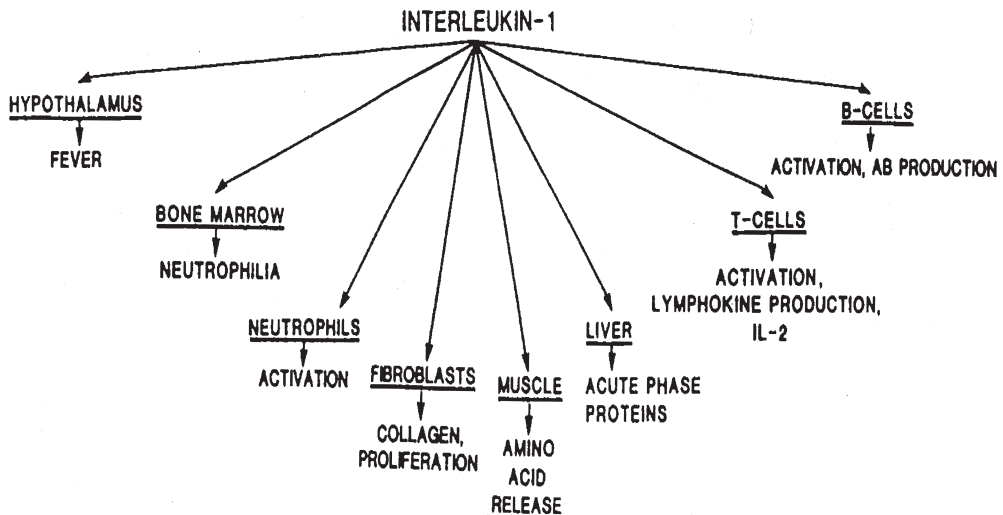 INTERLEUKIN-1
HYPOTHALAMUS
FEVER
BONE MARROW
NEUTROPHILIA
NEUTROPHILS
ACTIVATION
FIBROBLASTS
COLLAGEN,
PROLIFERATION
MUSCLE
AMINO
ACID
RELEASE
LIVER
ACUTE PHASE
PROTEINS
T-CELLS
ACTIVATION,
LYMPHOKINE PRODUCTION,
IL-2
B-CELLS
ACTIVATION, AB PRODUCTION